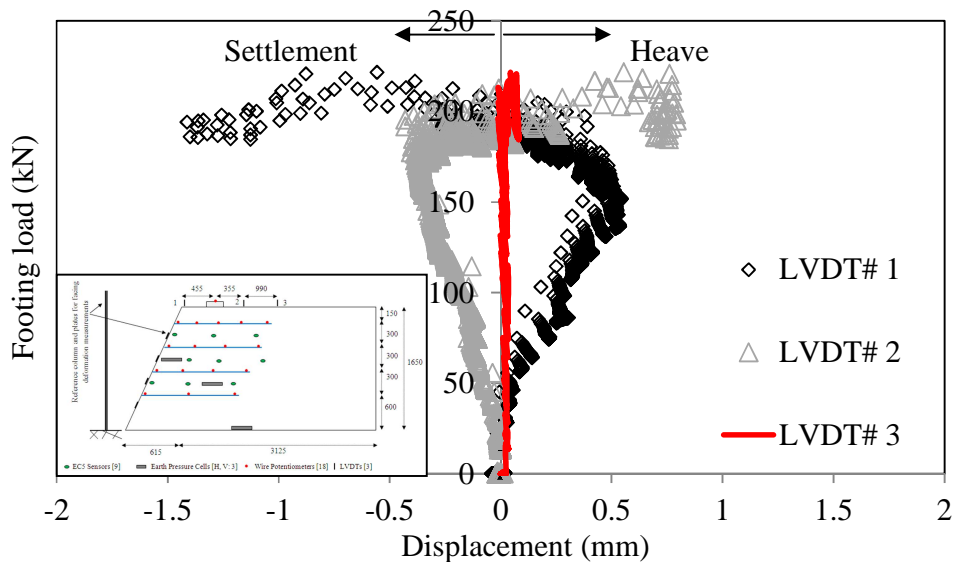 250
Settlement
Heave
200
150
100
50
0
Footing load (kN)
LVDT# 1
LVDT# 2
LVDT# 3
455
355
990
1
2
3
150
300
300
300
600
1650
Reference column and plates for facing
deformation measurements
615
3125
EC5 Sensors [9]
Earth Pressure Cells [H, V: 3]
Wire Potentiometers [18]
LVDTs [3]
-2
-1.5
-1
-0.5
0
0.5
1
1.5
2
Displacement (mm)